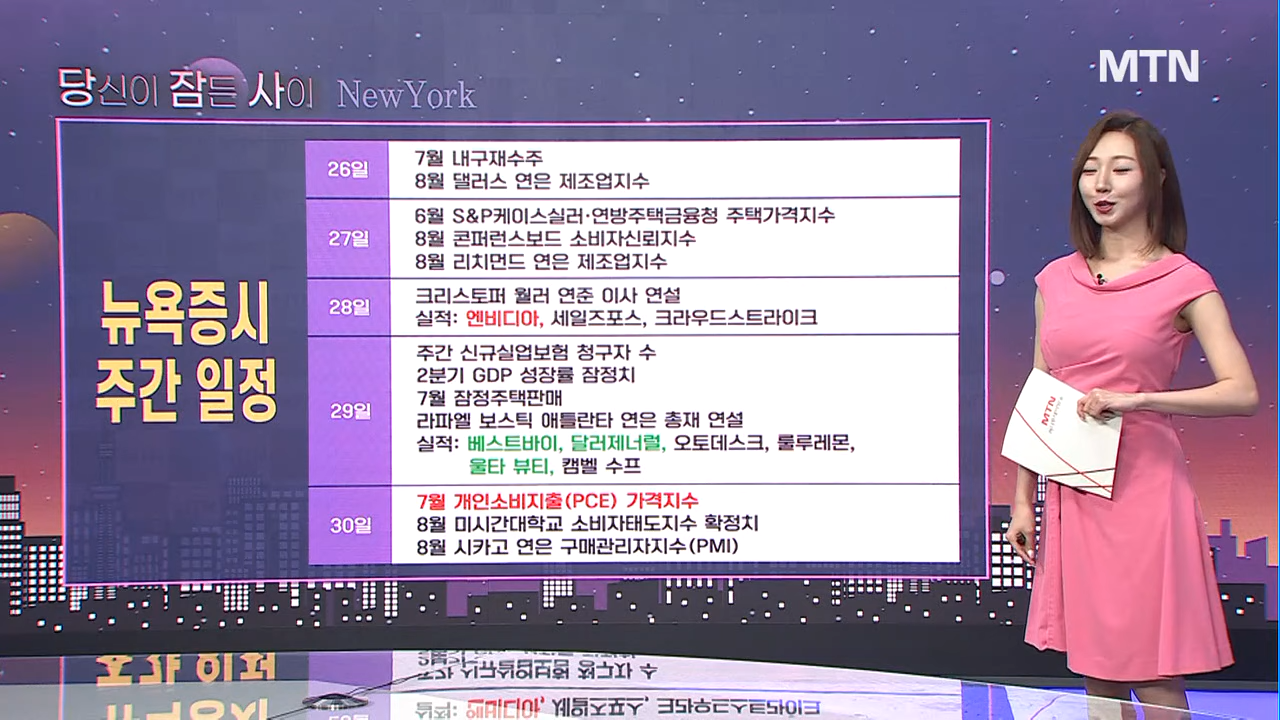 당신이 잠든 사이 NewYork
MTN
뉴욕증시
주간 일정
26일
7월 내구재수주
8월 댈러스 연은 제조업지수
27일
6월 S&P케이스실러·연방주택금융청 주택가격지수
8월 콘퍼런스보드 소비자신뢰지수
8월 리치먼드 연은 제조업지수
28일
크리스토퍼 월러 연준 이사 연설
실적: 엔비디아, 세일즈포스, 크라우드스트라이크
29일
주간 신규실업보험 청구자 수
2분기 GDP 성장률 잠정치
7월 잠정주택판매
라파엘 보스틱 애틀란타 연은 총재 연설
실적: 베스트바이, 달러제너럴, 오토데스크, 룰루레몬,
울타 뷰티, 캠벨 수프
30일
7월 개인소비지출(PCE) 가격지수
8월 미시간대학교 소비자태도지수 확정치
8월 시카고 연은 구매관리자지수(PMI)
MTN